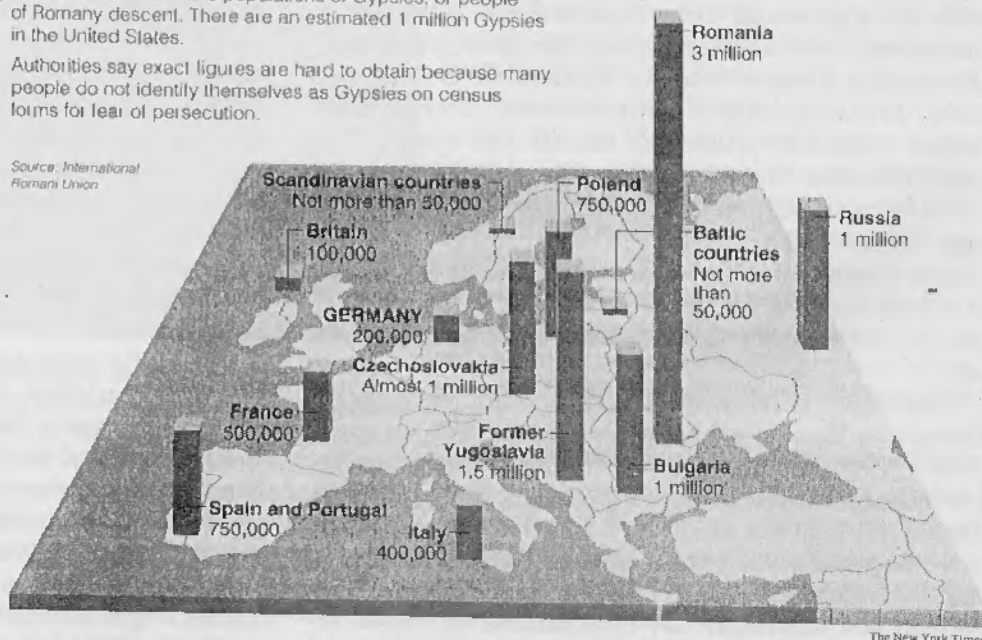 populations of Gypsies, or people
of Romany descent. There are an estimated 1 million Gypsies
in the United States.
Authorities say exact figures are hard to obtain because many
people do not identify themselves as Gypsies on census
forms for fear of persecution.
Source: International
Romani Union
Romania
3 million
Scandinavian countries
Not more than 50,000
Poland
750,000
Russia
1 million
Britain
100,000
Baltic
countries
Not more
than
50,000
GERMANY
200,000
Czechoslovakia
Almost 1 million
France
500,000
Former
Yugoslavia
1.5 million
Bulgaria
1 million
Spain and Portugal
750,000
Italy
400,000
The New York Times